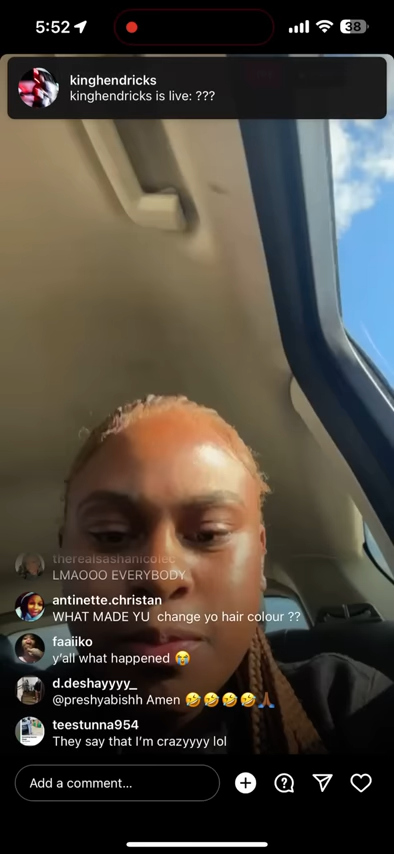 5:52
38
kinghendricks
kinghendricks is live: ???
therealsashanicolec
LMAOOO EVERYBODY
antinette.christan
WHAT MADE YU  change yo hair colour ??
faaiiko
y'all what happened 😭
d.deshayyyy_
@preshyabishh Amen 🤣🤣🤣🤣🙏🏾
teestunna954
They say that I'm crazyyyy lol
Add a comment...